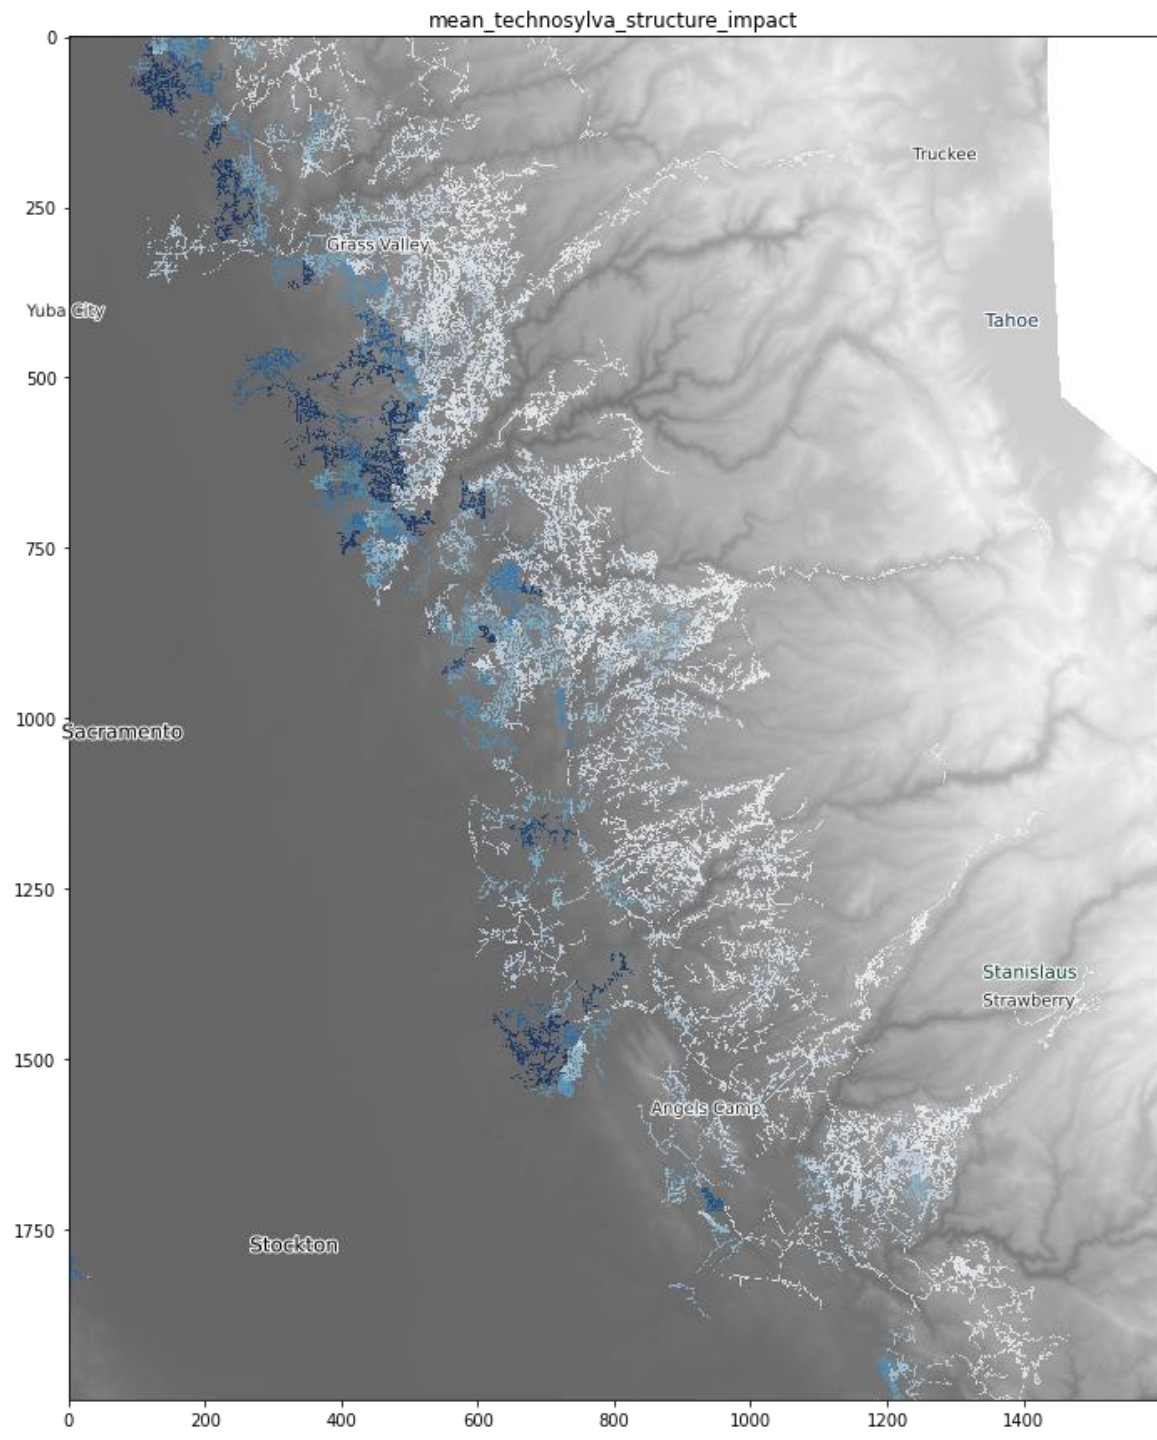 mean_technosylva_structure_impact
0
Truckee
250
Grass Valley
Yuba City
Tahoe
500
750
1000
Sacramento
1250
Stanislaus
Strawberry
1500
Angels Camp
1750
Stockton
0 200 400 600 800 1000 1200 1400